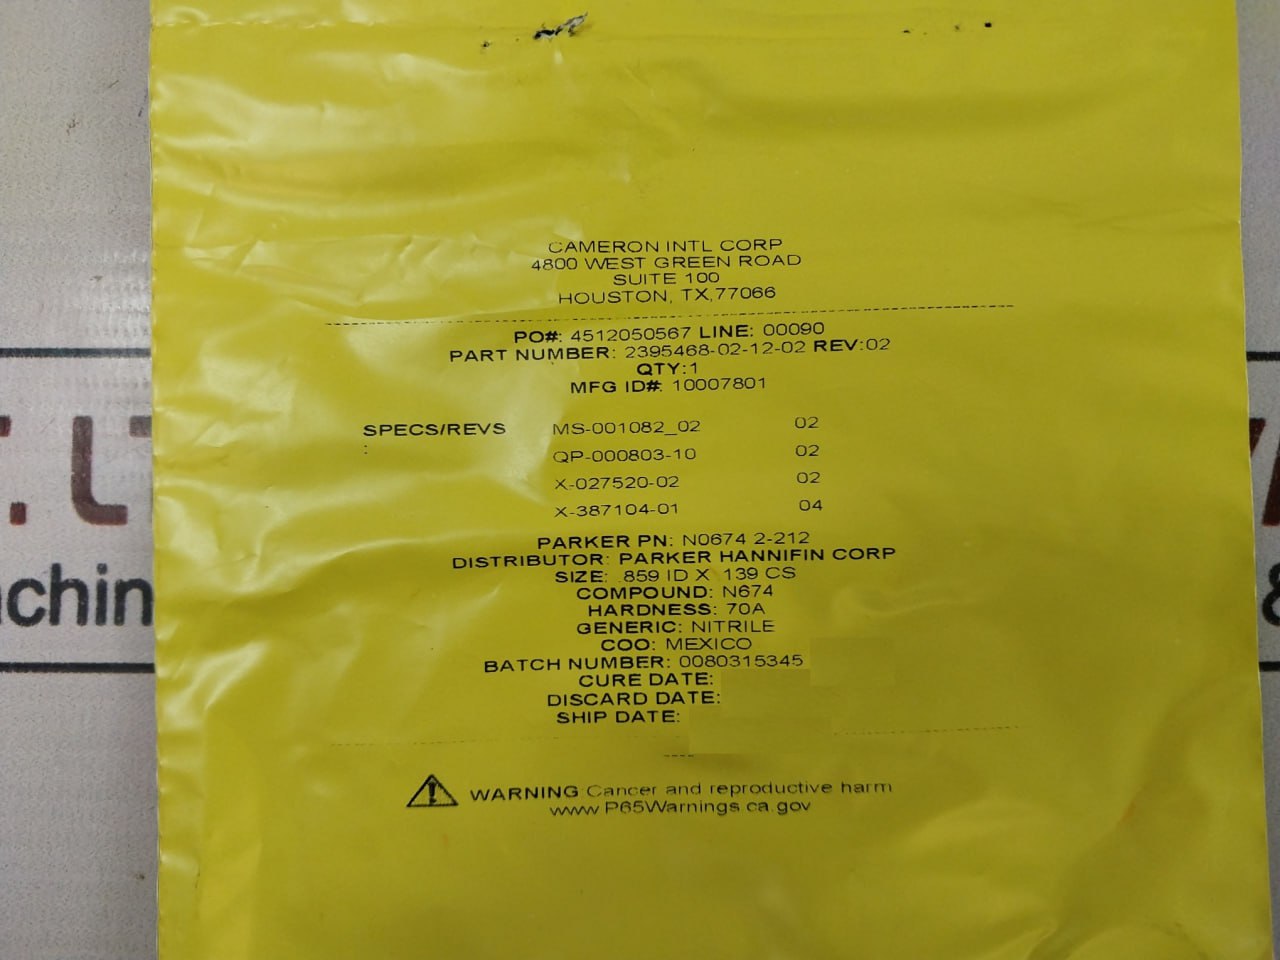 CAMERON INTL CORP
4800 WEST GREEN ROAD
SUITE 100
HOUSTON, TX,77066
PO#: 4512050567 LINE: 00090
PART NUMBER: 2395468-02-12-02 REV:02
QTY:1
MFG ID#: 10007801
SPECS/REVS : MS-001082_02 02
QP-000803-10 02
X-027520-02 02
X-387104-01 04
PARKER PN: N0674 2-212
DISTRIBUTOR: PARKER HANNIFIN CORP
SIZE: .859 ID X .139 CS
COMPOUND: N674
HARDNESS: 70A
GENERIC: NITRILE
COO: MEXICO
BATCH NUMBER: 0080315345
CURE DATE:
DISCARD DATE:
SHIP DATE:
WARNING Cancer and reproductive harm
www.P65Warnings.ca.gov